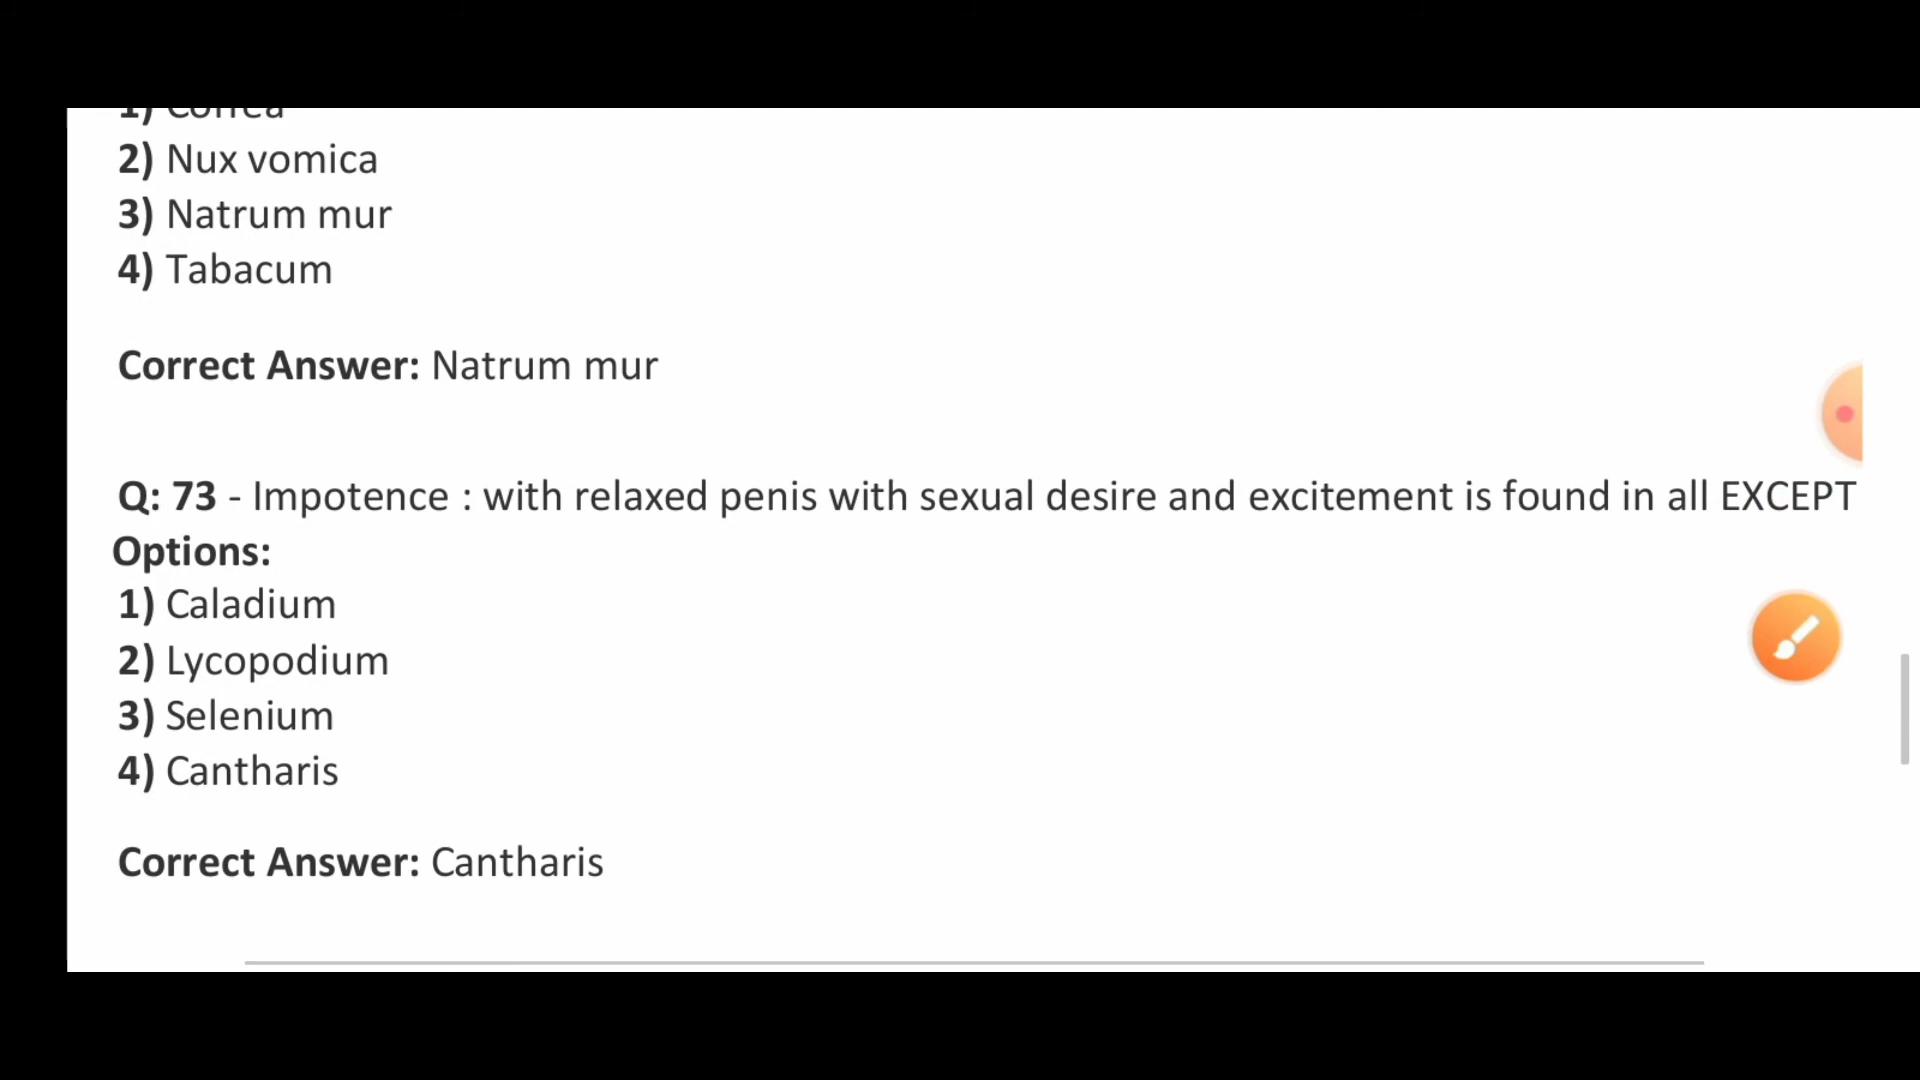 2) Nux vomica
3) Natrum mur
4) Tabacum
Correct Answer: Natrum mur
Q: 73 - Impotence : with relaxed penis with sexual desire and excitement is found in all EXCEPT
Options:
1) Caladium
2) Lycopodium
3) Selenium
4) Cantharis
Correct Answer: Cantharis